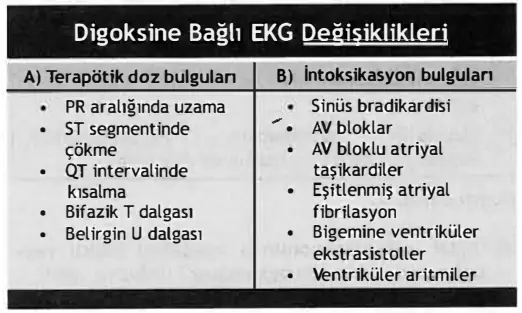 Digoksine Bağlı EKG Değişiklikleri
A) Terapötik doz bulguları
• PR aralığında uzama
• ST segmentinde
çökme
• QT intervalinde
kısalma
• Bifazik T dalgası
• Belirgin U dalgası
B) İntoksikasyon bulguları
• Sinüs bradikardisi
• AV bloklar
• AV bloklu atriyal
taşikardiler
• Eşitlenmiş atriyal
fibrilasyon
• Bigemine ventriküler
ekstrasistoller
• Ventriküler aritmiler